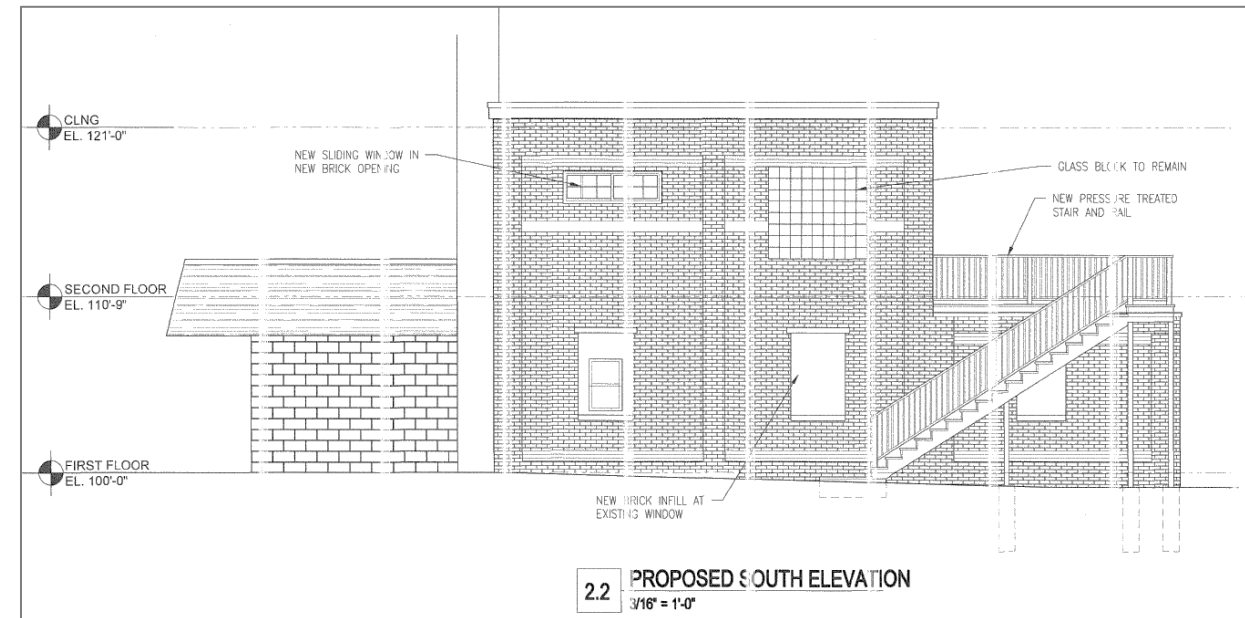 CLNG
EL. 121'-0"
NEW SLIDING WINDOW IN
NEW BRICK OPENING
GLASS BLOCK TO REMAIN
NEW PRESSURE TREATED
STAIR AND RAIL
SECOND FLOOR
EL. 110'-9"
FIRST FLOOR
EL. 100'-0"
NEW BRICK INFILL AT
EXISTING WINDOW
2.2 PROPOSED SOUTH ELEVATION
3/16" = 1'-0"